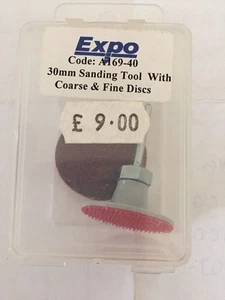 Expo
Code: A169-40
30mm Sanding Tool With
Coarse & Fine Discs
£ 9.00